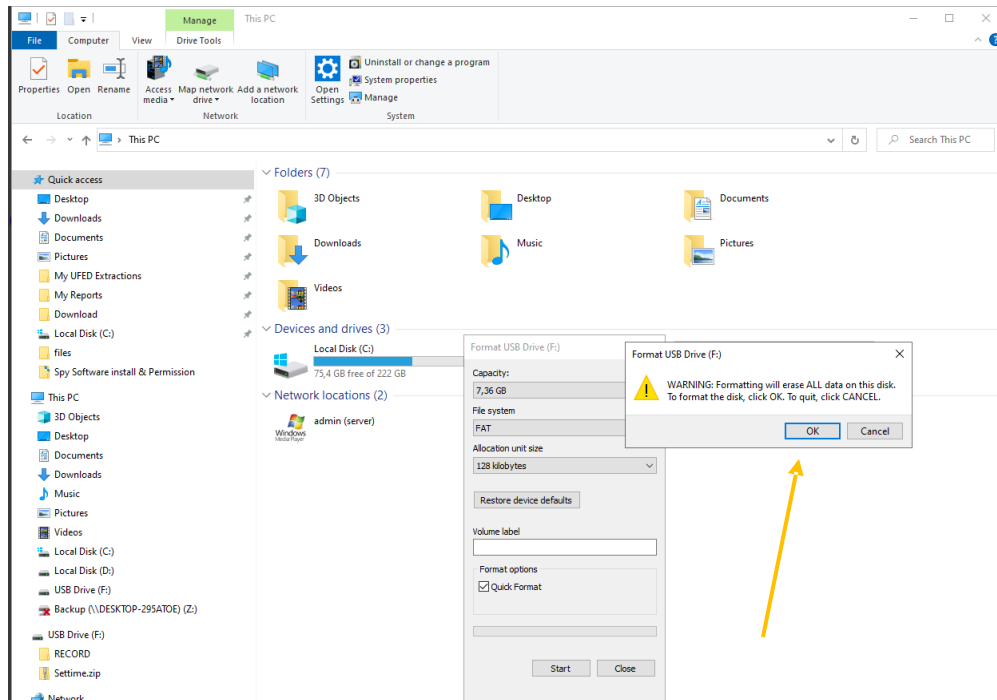 Manage
This PC
File
Computer
View
Drive Tools
Properties
Open
Rename
Access media
Map network drive
Add a network location
Open Settings
Uninstall or change a program
System properties
Manage
Location
Network
System
This PC
Search This PC
Quick access
Desktop
Downloads
Documents
Pictures
My UFED Extractions
My Reports
Download
Local Disk (C:)
files
Spy Software install & Permission
This PC
3D Objects
Desktop
Documents
Downloads
Music
Pictures
Videos
Local Disk (C:)
Local Disk (D:)
USB Drive (F:)
Backup (\\DESKTOP-295ATOE) (Z:)
USB Drive (F:)
RECORD
Settime.zip
Network
Folders (7)
3D Objects
Desktop
Documents
Downloads
Music
Pictures
Videos
Devices and drives (3)
Local Disk (C:)
75,4 GB free of 222 GB
Network locations (2)
admin (server)
Windows
Media Player
Format USB Drive (F:)
Capacity:
7,36 GB
File system
FAT
Allocation unit size
128 kilobytes
Restore device defaults
Volume label
Format options
Quick Format
Start
Close
Format USB Drive (F:)
WARNING: Formatting will erase ALL data on this disk.
To format the disk, click OK. To quit, click CANCEL.
OK
Cancel